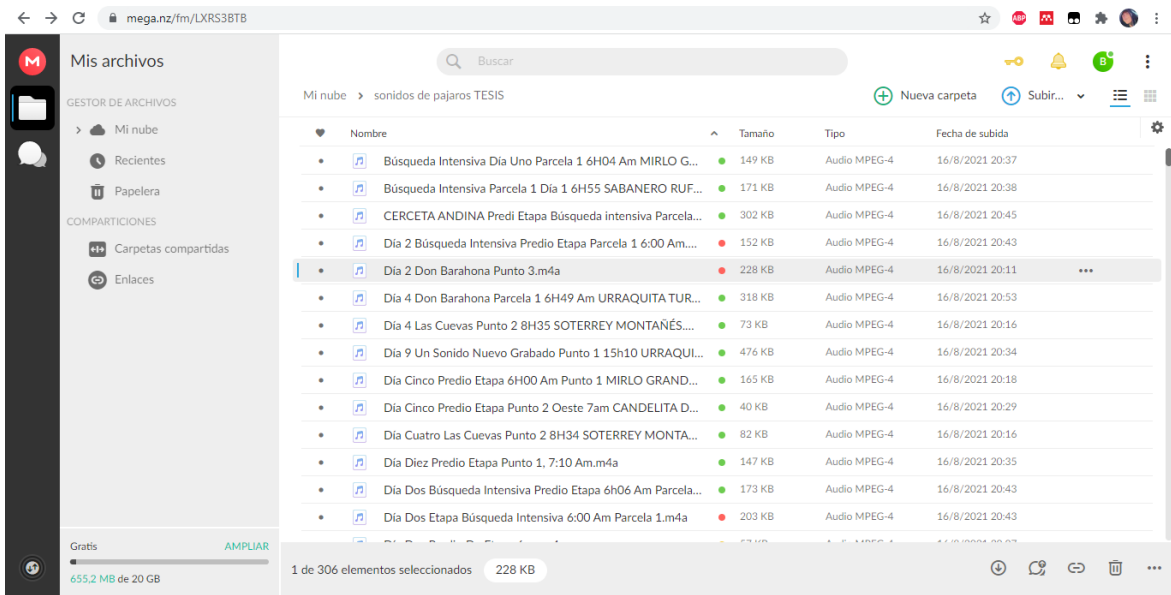 mega.nz/fm/LXRS3BTB
ABP
M
Mis archivos
Buscar
B
GESTOR DE ARCHIVOS
Mi nube
Recientes
Papelera
COMPARTICIONES
Carpetas compartidas
Enlaces
Mi nube > sonidos de pajaros TESIS
Nueva carpeta
Subir...
Nombre Tamaño Tipo Fecha de subida
Búsqueda Intensiva Día Uno Parcela 1 6H04 Am MIRLO G... 149 KB Audio MPEG-4 16/8/2021 20:37
Búsqueda Intensiva Parcela 1 Día 1 6H55 SABANERO RUF... 171 KB Audio MPEG-4 16/8/2021 20:38
CERCETA ANDINA Predi Etapa Búsqueda intensiva Parcela... 302 KB Audio MPEG-4 16/8/2021 20:45
Día 2 Búsqueda Intensiva Predio Etapa Parcela 1 6:00 Am.... 152 KB Audio MPEG-4 16/8/2021 20:43
Día 2 Don Barahona Punto 3.m4a 228 KB Audio MPEG-4 16/8/2021 20:11
Día 4 Don Barahona Parcela 1 6H49 Am URRAQUITA TUR... 318 KB Audio MPEG-4 16/8/2021 20:53
Día 4 Las Cuevas Punto 2 8H35 SOTERREY MONTAÑÉS.... 73 KB Audio MPEG-4 16/8/2021 20:16
Día 9 Un Sonido Nuevo Grabado Punto 1 15h10 URRAQUI... 476 KB Audio MPEG-4 16/8/2021 20:34
Día Cinco Predio Etapa 6H00 Am Punto 1 MIRLO GRAND... 165 KB Audio MPEG-4 16/8/2021 20:18
Día Cinco Predio Etapa Punto 2 Oeste 7am CANDELITA D... 40 KB Audio MPEG-4 16/8/2021 20:29
Día Cuatro Las Cuevas Punto 2 8H34 SOTERREY MONTA... 82 KB Audio MPEG-4 16/8/2021 20:16
Día Diez Predio Etapa Punto 1, 7:10 Am.m4a 147 KB Audio MPEG-4 16/8/2021 20:35
Día Dos Búsqueda Intensiva Predio Etapa 6h06 Am Parcela... 173 KB Audio MPEG-4 16/8/2021 20:43
Día Dos Etapa Búsqueda Intensiva 6:00 Am Parcela 1.m4a 203 KB Audio MPEG-4 16/8/2021 20:43
Gratis AMPLIAR
655,2 MB de 20 GB
1 de 306 elementos seleccionados 228 KB